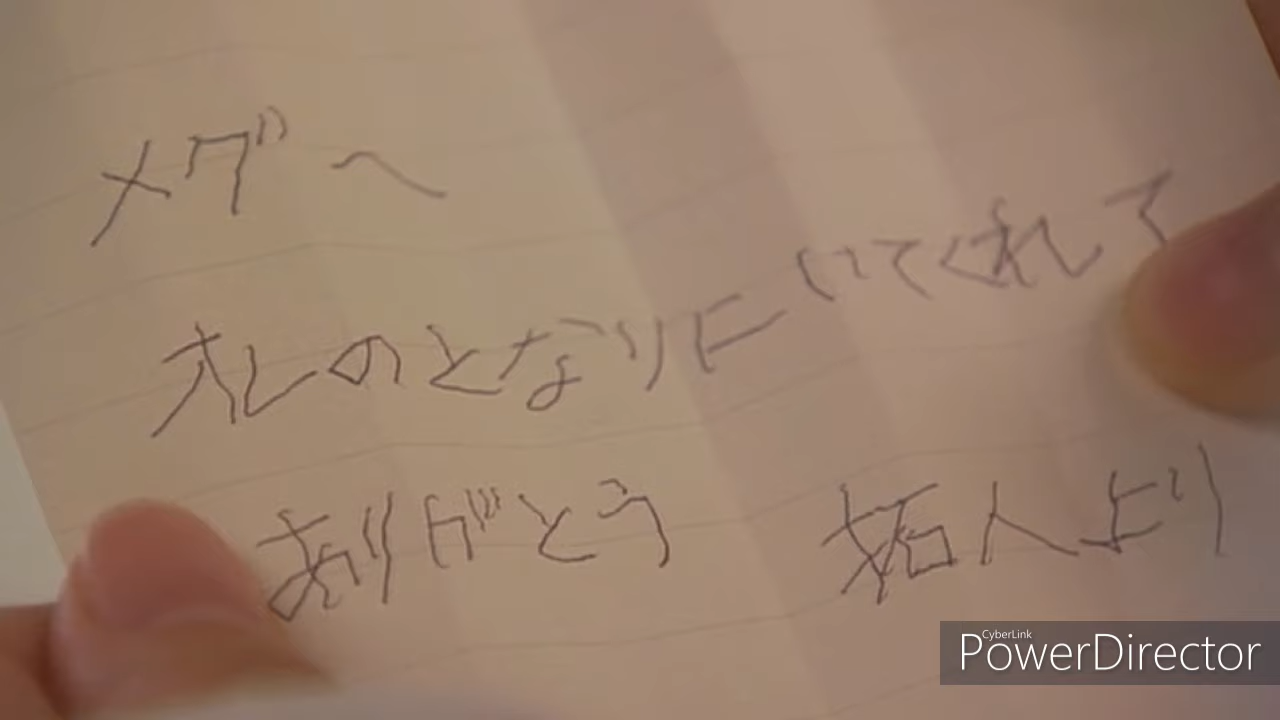 メグへ
オレのとなりにいてくれて
ありがとう　拓人より
CyberLink
PowerDirector